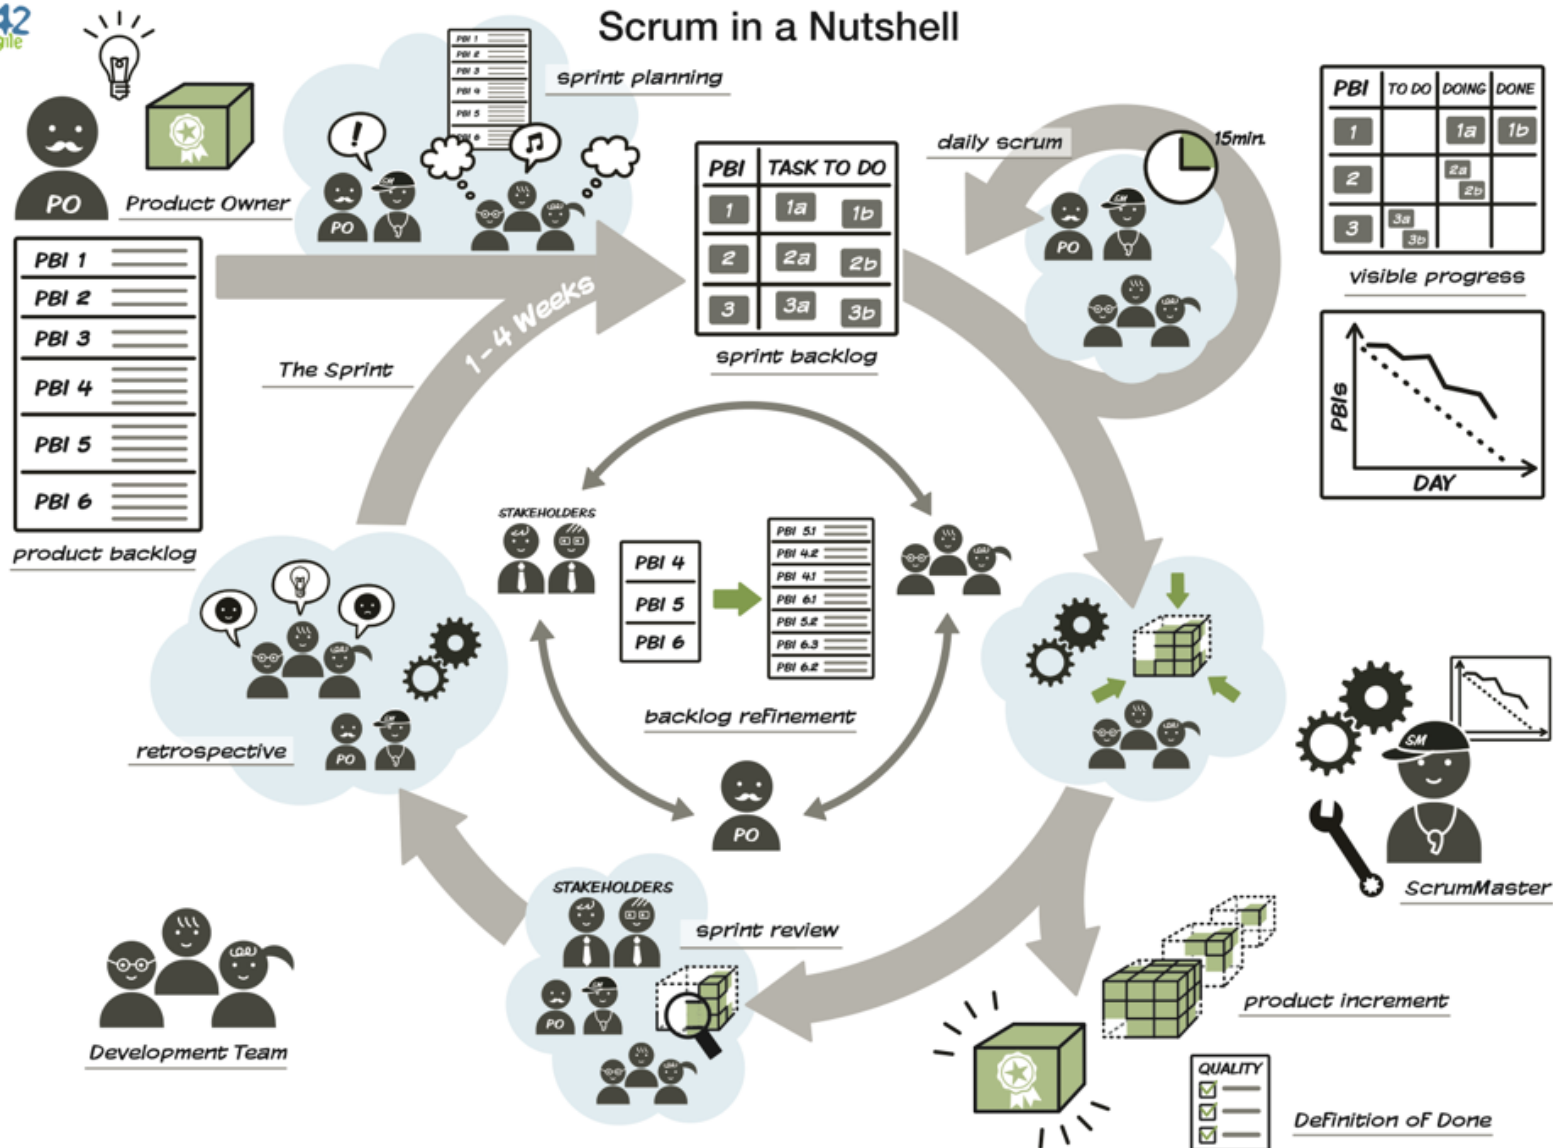 42
gile
Scrum in a Nutshell
PO
Product Owner
PBI 1
PBI 2
PBI 3
PBI 4
PBI 5
PBI 6
product backlog
PBI 1
PBI 2
PBI 3
PBI 4
PBI 5
PBI 6
sprint planning
!
PO
SM
The Sprint
1 - 4 Weeks
PBI TASK TO DO
1 1a 1b
2 2a 2b
3 3a 3b
sprint backlog
daily scrum
15min.
PO
SM
PBI TO DO DOING DONE
1 1a 1b
2 2a 2b
3 3a 3b
visible progress
PBIs
DAY
STAKEHOLDERS
PBI 4
PBI 5
PBI 6
PBI 5.1
PBI 4.2
PBI 4.1
PBI 6.1
PBI 5.2
PBI 6.3
PBI 6.2
backlog refinement
PO
retrospective
PO
SM
SM
ScrumMaster
STAKEHOLDERS
sprint review
PO
SM
Development Team
product increment
QUALITY
Definition of Done